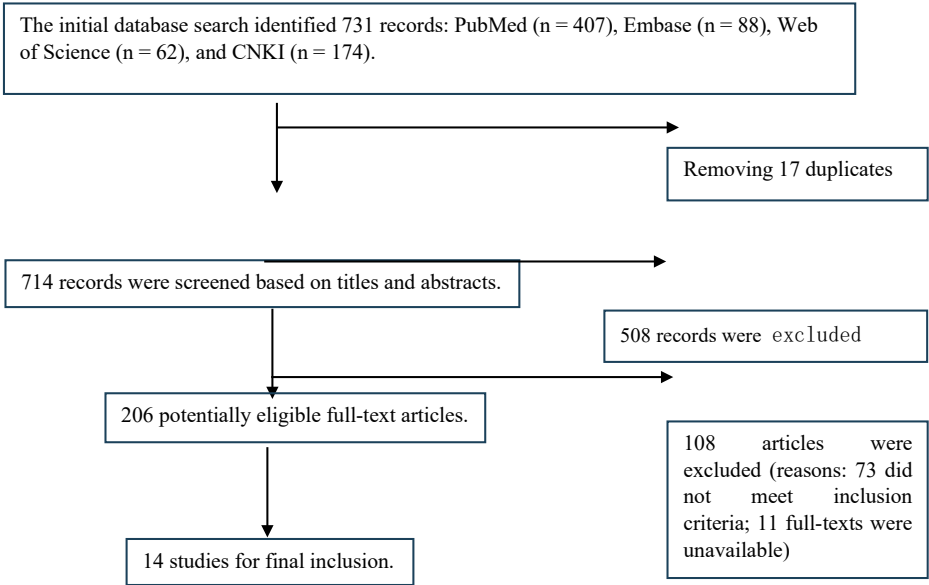 The initial database search identified 731 records: PubMed (n = 407), Embase (n = 88), Web
of Science (n = 62), and CNKI (n = 174).
Removing 17 duplicates
714 records were screened based on titles and abstracts.
508 records were excluded
206 potentially eligible full-text articles.
108 articles were
excluded (reasons: 73 did
not meet inclusion
criteria; 11 full-texts were
unavailable)
14 studies for final inclusion.